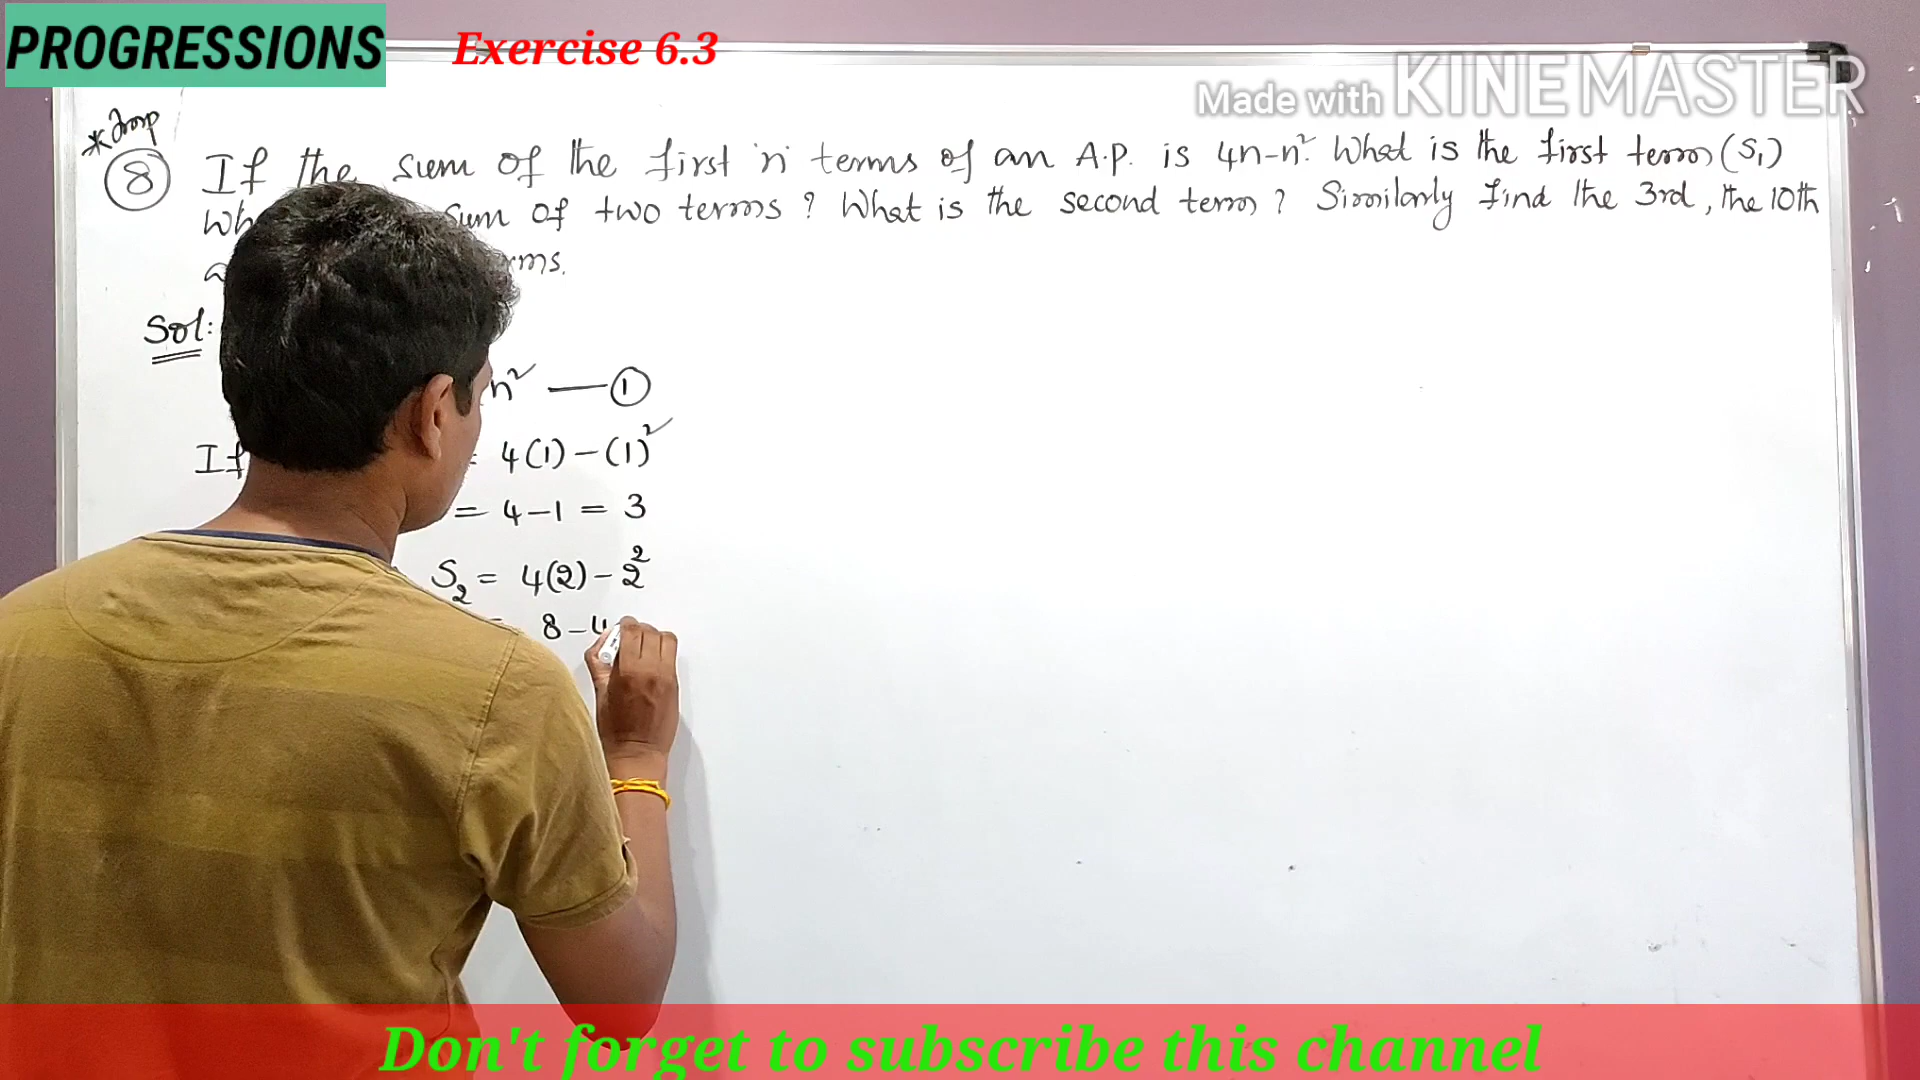 PROGRESSIONS
Exercise 6.3
Made with KINEMASTER
* Imp
8 If the sum of the first 'n' terms of an A.P. is 4n-n². What is the first term (S₁)
sum of two terms ? What is the second term ? Similarly find the 3rd, the 10th
Sol:
n² — 1
If = 4(1) - (1)²
= 4-1 = 3
S₂ = 4(2) - 2²
= 8-4
Don't forget to subscribe this channel